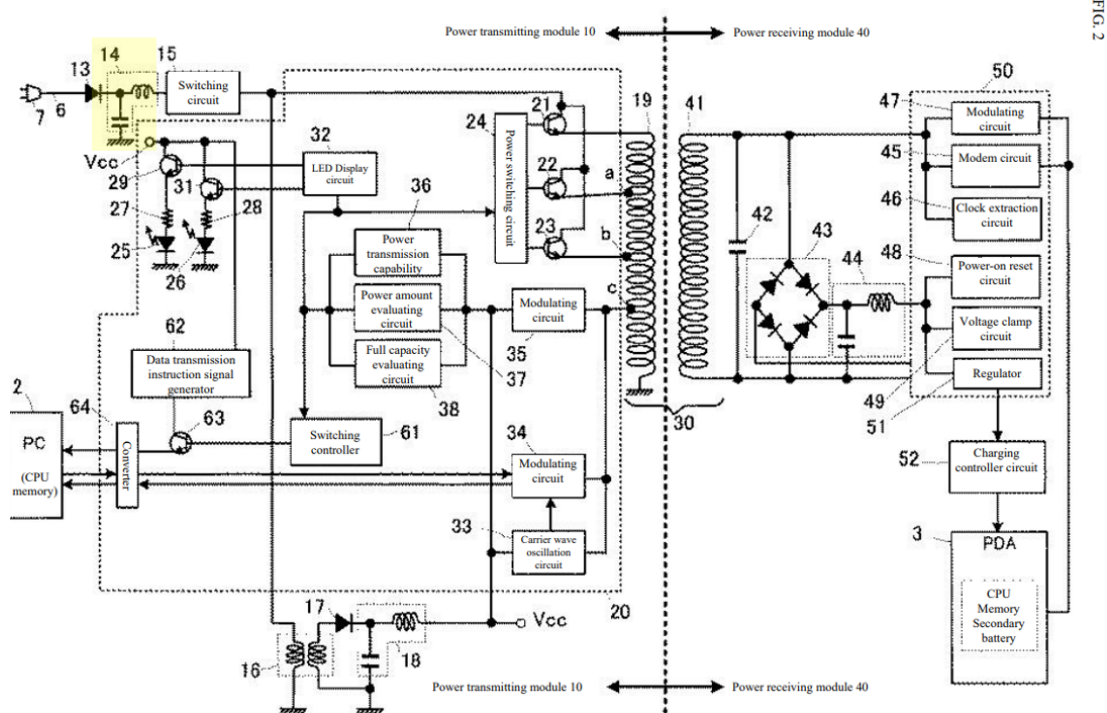 FIG. 2
Power transmitting module 10
Power receiving module 40
14
15
13
Switching
circuit
6
7
Vcc
29
31
27
28
25
26
32
LED Display
circuit
24
Power switching circuit
21
22
23
19
41
a
b
c
36
Power
transmission
capability
Power amount
evaluating circuit
37
Full capacity
evaluating circuit
38
Modulating
circuit
35
30
42
43
44
50
47
Modulating
circuit
45
Modem circuit
46
Clock extraction
circuit
48
Power-on reset
circuit
Voltage clamp
circuit
49
Regulator
51
52
Charging
controller circuit
3
PDA
CPU
Memory
Secondary
battery
62
Data transmission
instruction signal
generator
2
PC
(CPU
memory)
64
Converter
63
Switching
controller
61
34
Modulating
circuit
33
Carrier wave
oscillation
circuit
20
17
Vcc
16
18
Power transmitting module 10
Power receiving module 40